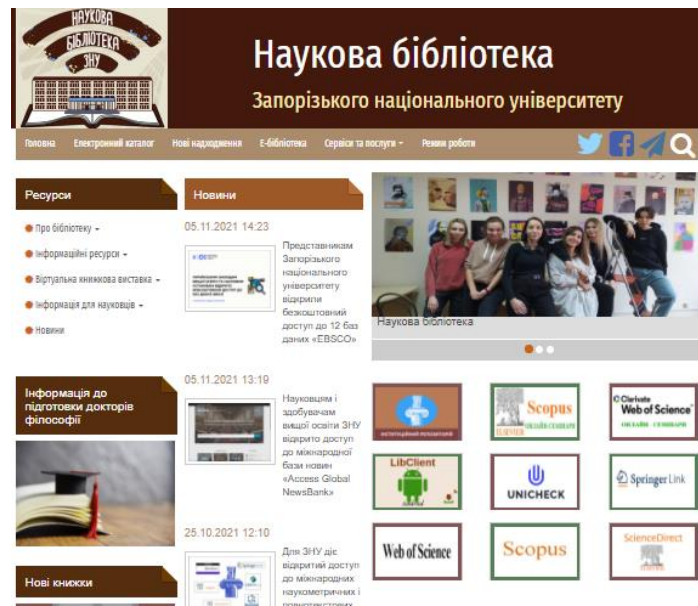 НАУКОВА
БІБЛІОТЕКА
ЗНУ
Наукова бібліотека
Запорізького національного університету
Головна Електронний каталог Нові надходження Е-бібліотека Сервіси та послуги Режим роботи
Ресурси
Про бібліотеку
Інформаційні ресурси
Віртуальна книжкова виставка
Інформація для науковців
Новини
Інформація до
підготовки докторів
філософії
Нові книжки
Новини
05.11.2021 14:23
Представникам
Запорізького
національного
університету
відкрили
безкоштовний
доступ до 12 баз
даних «EBSCO»
05.11.2021 13:19
Науковцям і
здобувачам
вищої освіти ЗНУ
відкрито доступ
до міжнародної
бази новин
«Access Global
NewsBank»
25.10.2021 12:10
Для ЗНУ діє
відкритий доступ
до міжнародних
наукометричних і
повнотекстових
Наукова бібліотека
ІНСТИТУЦІЙНИЙ РЕПОЗИТАРІЙ
Scopus
ELSEVIER ОНЛАЙН-СЕМІНАРИ
Clarivate
Web of Science
ОНЛАЙН-СЕМІНАРИ
LibClient
Android
UNICHECK
Springer Link
Web of Science
Scopus
ScienceDirect